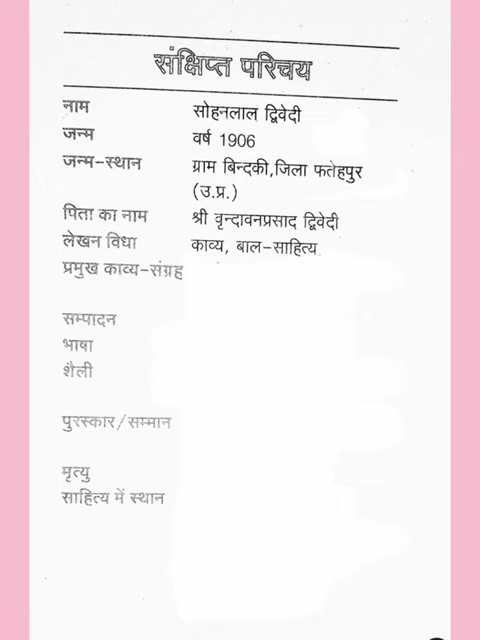 संक्षिप्त परिचय
नाम सोहनलाल द्विवेदी
जन्म वर्ष 1906
जन्म-स्थान ग्राम बिन्दकी,जिला फतेहपुर
(उ.प्र.)
पिता का नाम श्री वृन्दावनप्रसाद द्विवेदी
लेखन विधा काव्य, बाल-साहित्य
प्रमुख काव्य-संग्रह
सम्पादन
भाषा
शैली
पुरस्कार/सम्मान
मृत्यु
साहित्य में स्थान